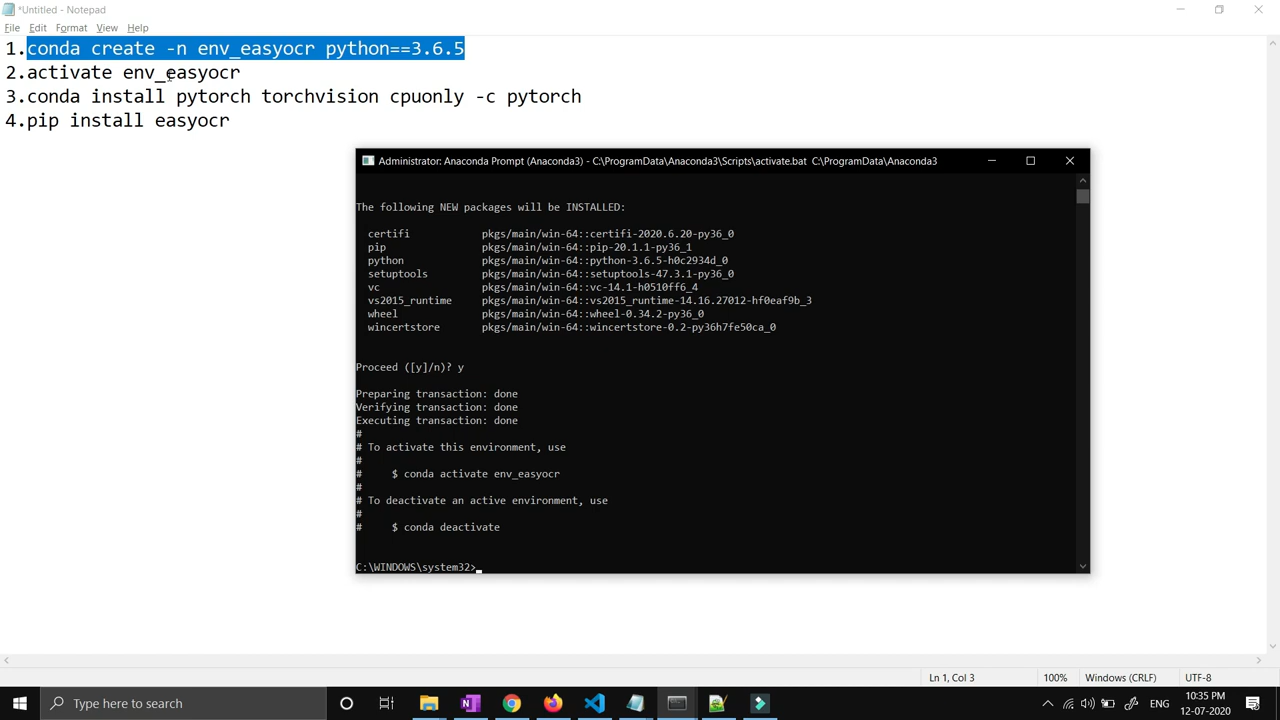 *Untitled - Notepad
File Edit Format View Help
1.conda create -n env_easyocr python==3.6.5
2.activate env_easyocr
3.conda install pytorch torchvision cpuonly -c pytorch
4.pip install easyocr
Administrator: Anaconda Prompt (Anaconda3) - C:\ProgramData\Anaconda3\Scripts\activate.bat C:\ProgramData\Anaconda3
The following NEW packages will be INSTALLED:
certifi pkgs/main/win-64::certifi-2020.6.20-py36_0
pip pkgs/main/win-64::pip-20.1.1-py36_1
python pkgs/main/win-64::python-3.6.5-h0c2934d_0
setuptools pkgs/main/win-64::setuptools-47.3.1-py36_0
vc pkgs/main/win-64::vc-14.1-h0510ff6_4
vs2015_runtime pkgs/main/win-64::vs2015_runtime-14.16.27012-hf0eaf9b_3
wheel pkgs/main/win-64::wheel-0.34.2-py36_0
wincertstore pkgs/main/win-64::wincertstore-0.2-py36h7fe50ca_0
Proceed ([y]/n)? y
Preparing transaction: done
Verifying transaction: done
Executing transaction: done
#
# To activate this environment, use
#
# $ conda activate env_easyocr
#
# To deactivate an active environment, use
#
# $ conda deactivate
C:\WINDOWS\system32>
Ln 1, Col 3 100% Windows (CRLF) UTF-8
Type here to search
ENG
10:35 PM
12-07-2020